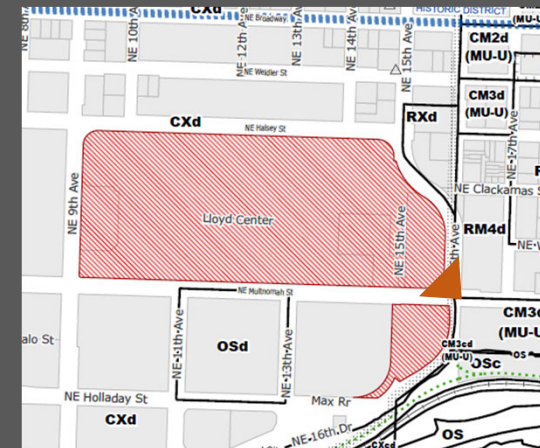 CXd
HISTORIC DISTRICT
NE Broadway
(MU-U)
NE 10th Ave
NE 12th Ave
NE 13th Ave
NE 14th Ave
NE 15th Ave
CM2d
(MU-U)
NE Weidler St
CM3d
(MU-U)
CXd
RXd
NE Halsey St
NE 17th Ave
NE 9th Ave
NE Clackamas S
Lloyd Center
NE 15th Ave
RM4d
NE Multnomah St
NE 11th Ave
OSd
NE 13th Ave
CM3d
(MU-U)
alo St
CM3cd
(MU-U)
OS
OSc
NE Holladay St
Max Rr
CXd
NE 16th Dr
OS
CXcd